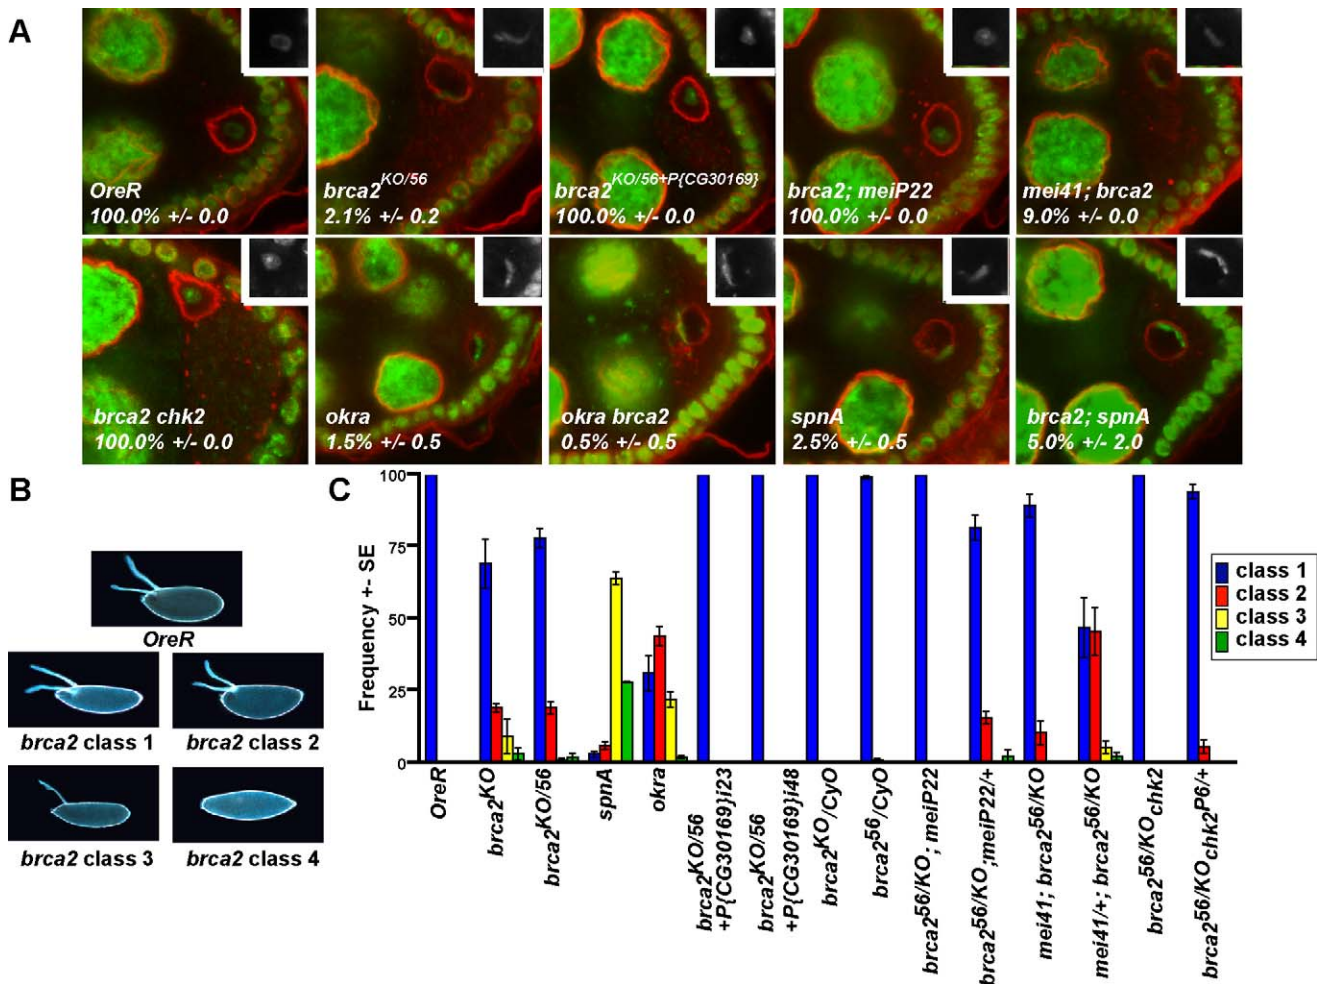 A
OreR
100.0% +/- 0.0
brca2KO/56
2.1% +/- 0.2
brca2KO/56+P{CG30169}
100.0% +/- 0.0
brca2; meiP22
100.0% +/- 0.0
mei41; brca2
9.0% +/- 0.0
brca2 chk2
100.0% +/- 0.0
okra
1.5% +/- 0.5
okra brca2
0.5% +/- 0.5
spnA
2.5% +/- 0.5
brca2; spnA
5.0% +/- 2.0
B
OreR
brca2 class 1
brca2 class 2
brca2 class 3
brca2 class 4
C
Frequency +- SE
100
75
50
25
0
OreR
brca2KO
brca2KO/56
spnA
okra
brca2KO/56
+P{CG30169}i23
brca2KO/56
+P{CG30169}i48
brca2KO/CyO
brca256/CyO
brca256/KO; meiP22
brca256/KO;meiP22/+
mei41; brca256/KO
mei41/+; brca256/KO
brca256/KOchk2
brca256/KOchk2P6/+
class 1
class 2
class 3
class 4